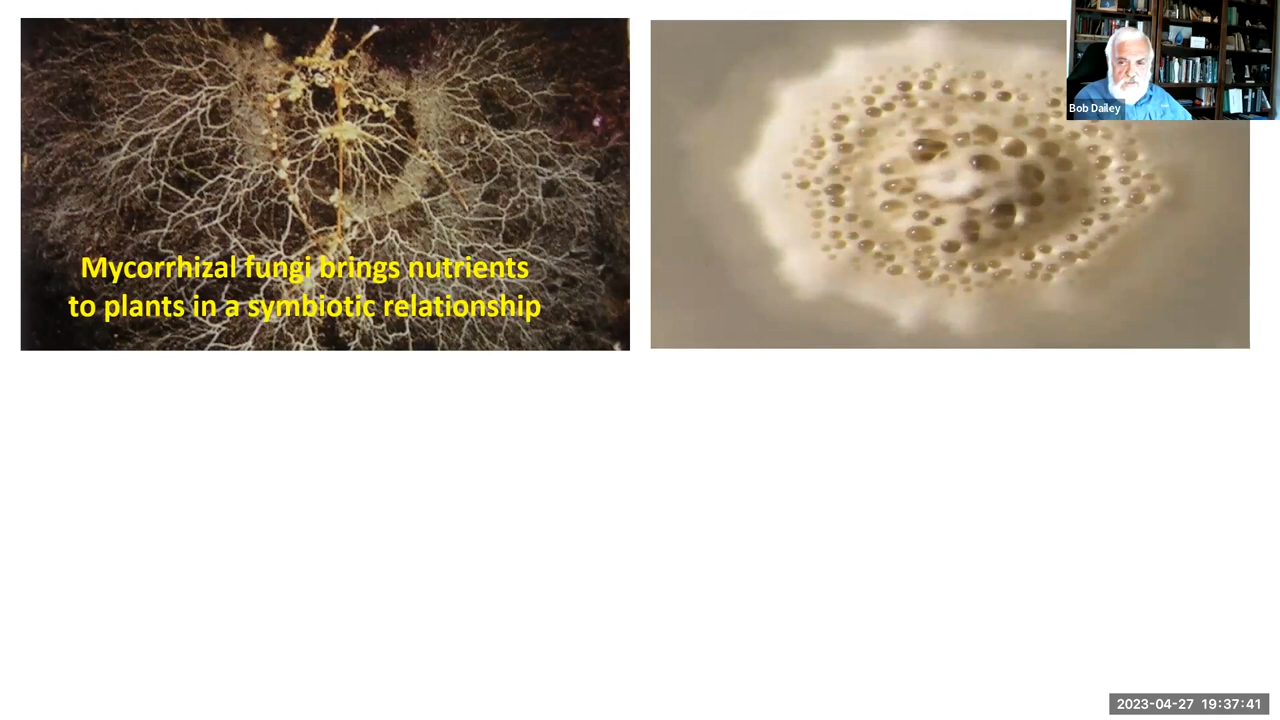 Bob Dailey
Mycorrhizal fungi brings nutrients
to plants in a symbiotic relationship
2023-04-27 19:37:41